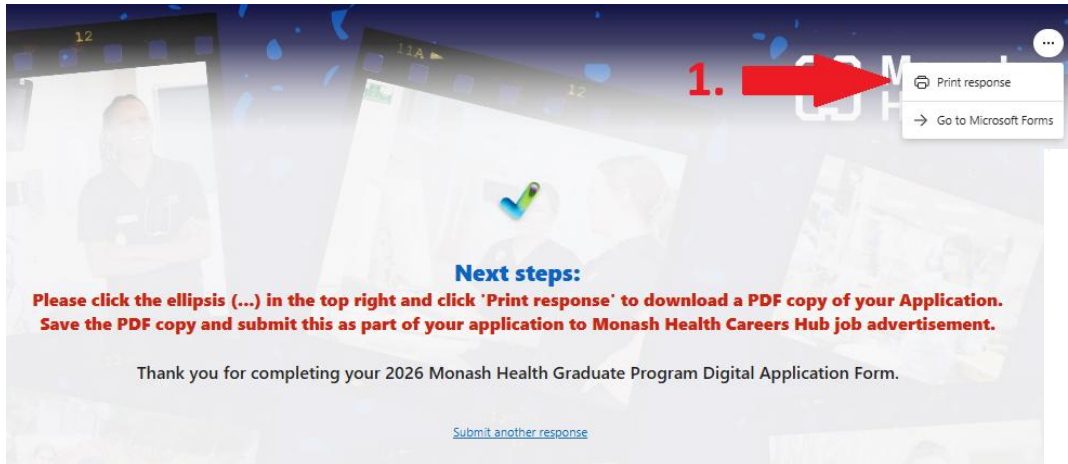 12
11A
12
1.
Print response
Go to Microsoft Forms
Next steps:
Please click the ellipsis (...) in the top right and click 'Print response' to download a PDF copy of your Application.
Save the PDF copy and submit this as part of your application to Monash Health Careers Hub job advertisement.
Thank you for completing your 2026 Monash Health Graduate Program Digital Application Form.
Submit another response